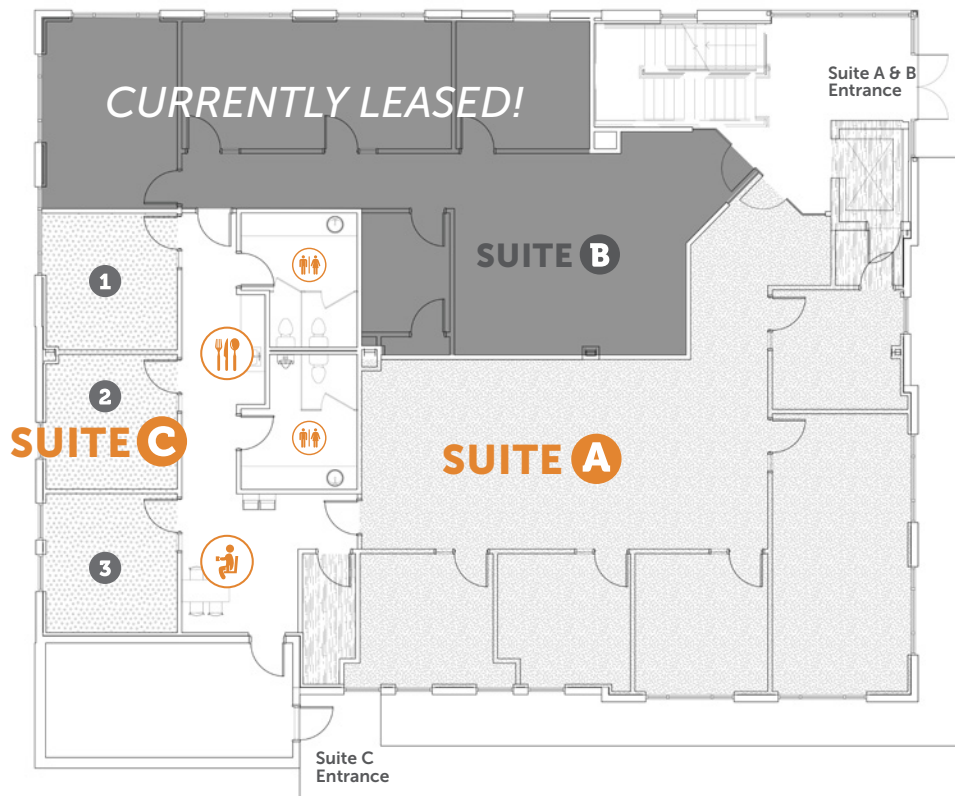 CURRENTLY LEASED!
Suite A & B
Entrance
SUITE B
1
2
SUITE C
SUITE A
3
Suite C
Entrance